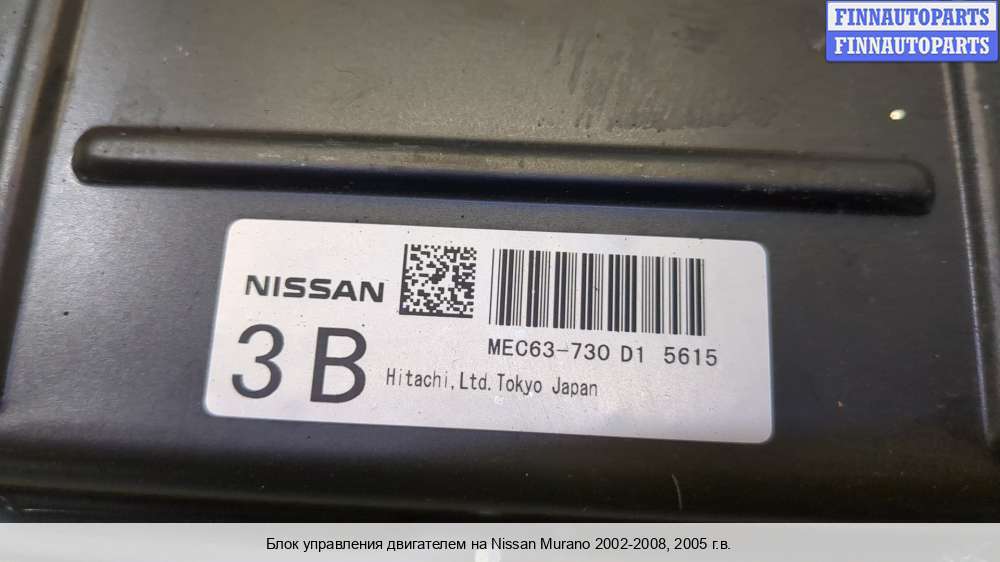 FINNAUTOPARTS
FINNAUTOPARTS
NISSAN
MEC63-730 D1 5615
3B
Hitachi,Ltd.Tokyo Japan
Блок управления двигателем на Nissan Murano 2002-2008, 2005 г.в.